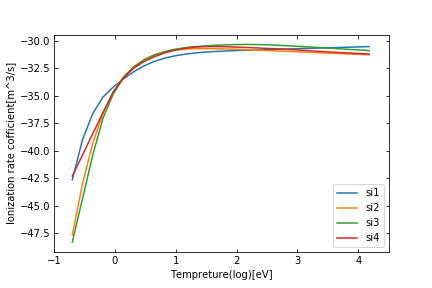 −30.0
−32.5
−35.0
−37.5
−40.0
−42.5
−45.0
−47.5
Ionization rate cofficient[m^3/s]
si1
si2
si3
si4
−1 0 1 2 3 4
Tempreture(log)[eV]